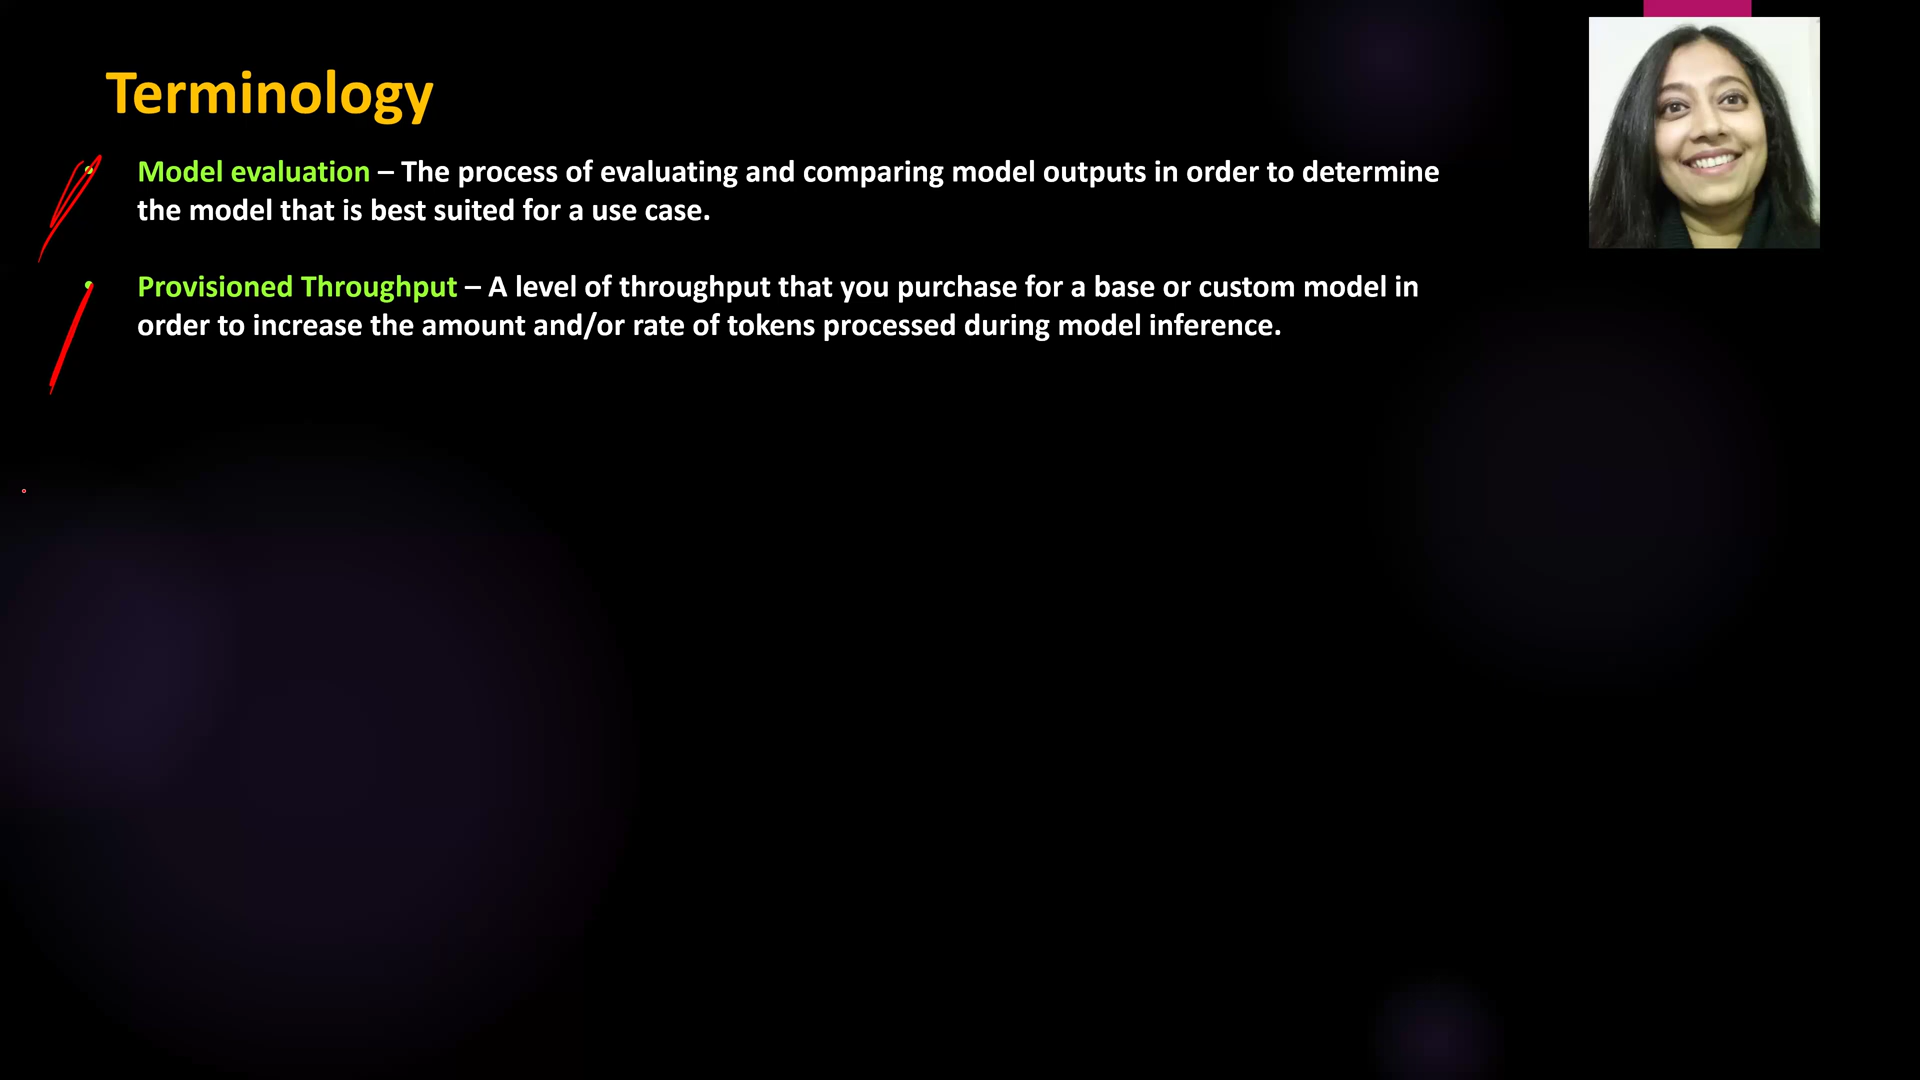 Terminology
• Model evaluation – The process of evaluating and comparing model outputs in order to determine
the model that is best suited for a use case.
• Provisioned Throughput – A level of throughput that you purchase for a base or custom model in
order to increase the amount and/or rate of tokens processed during model inference.